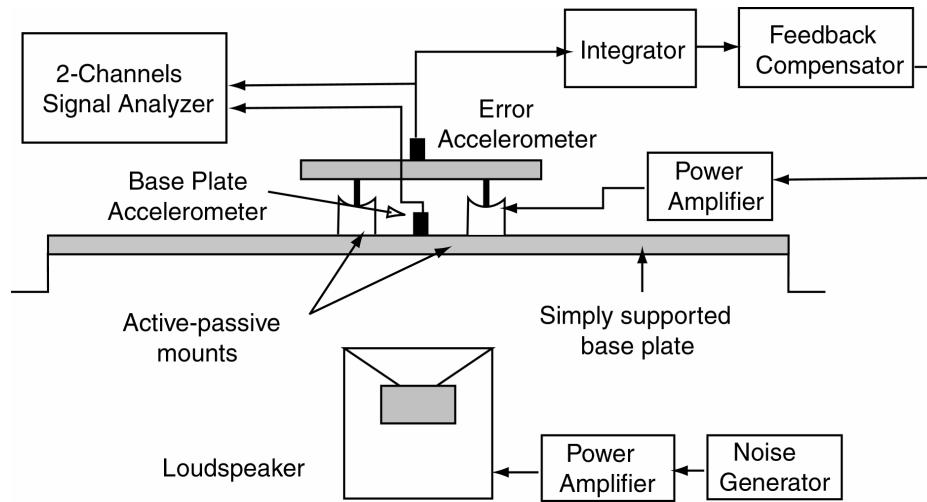 2-Channels
Signal Analyzer
Integrator
Feedback
Compensator
Error
Accelerometer
Base Plate
Accelerometer
Power
Amplifier
Active-passive
mounts
Simply supported
base plate
Loudspeaker
Power
Amplifier
Noise
Generator